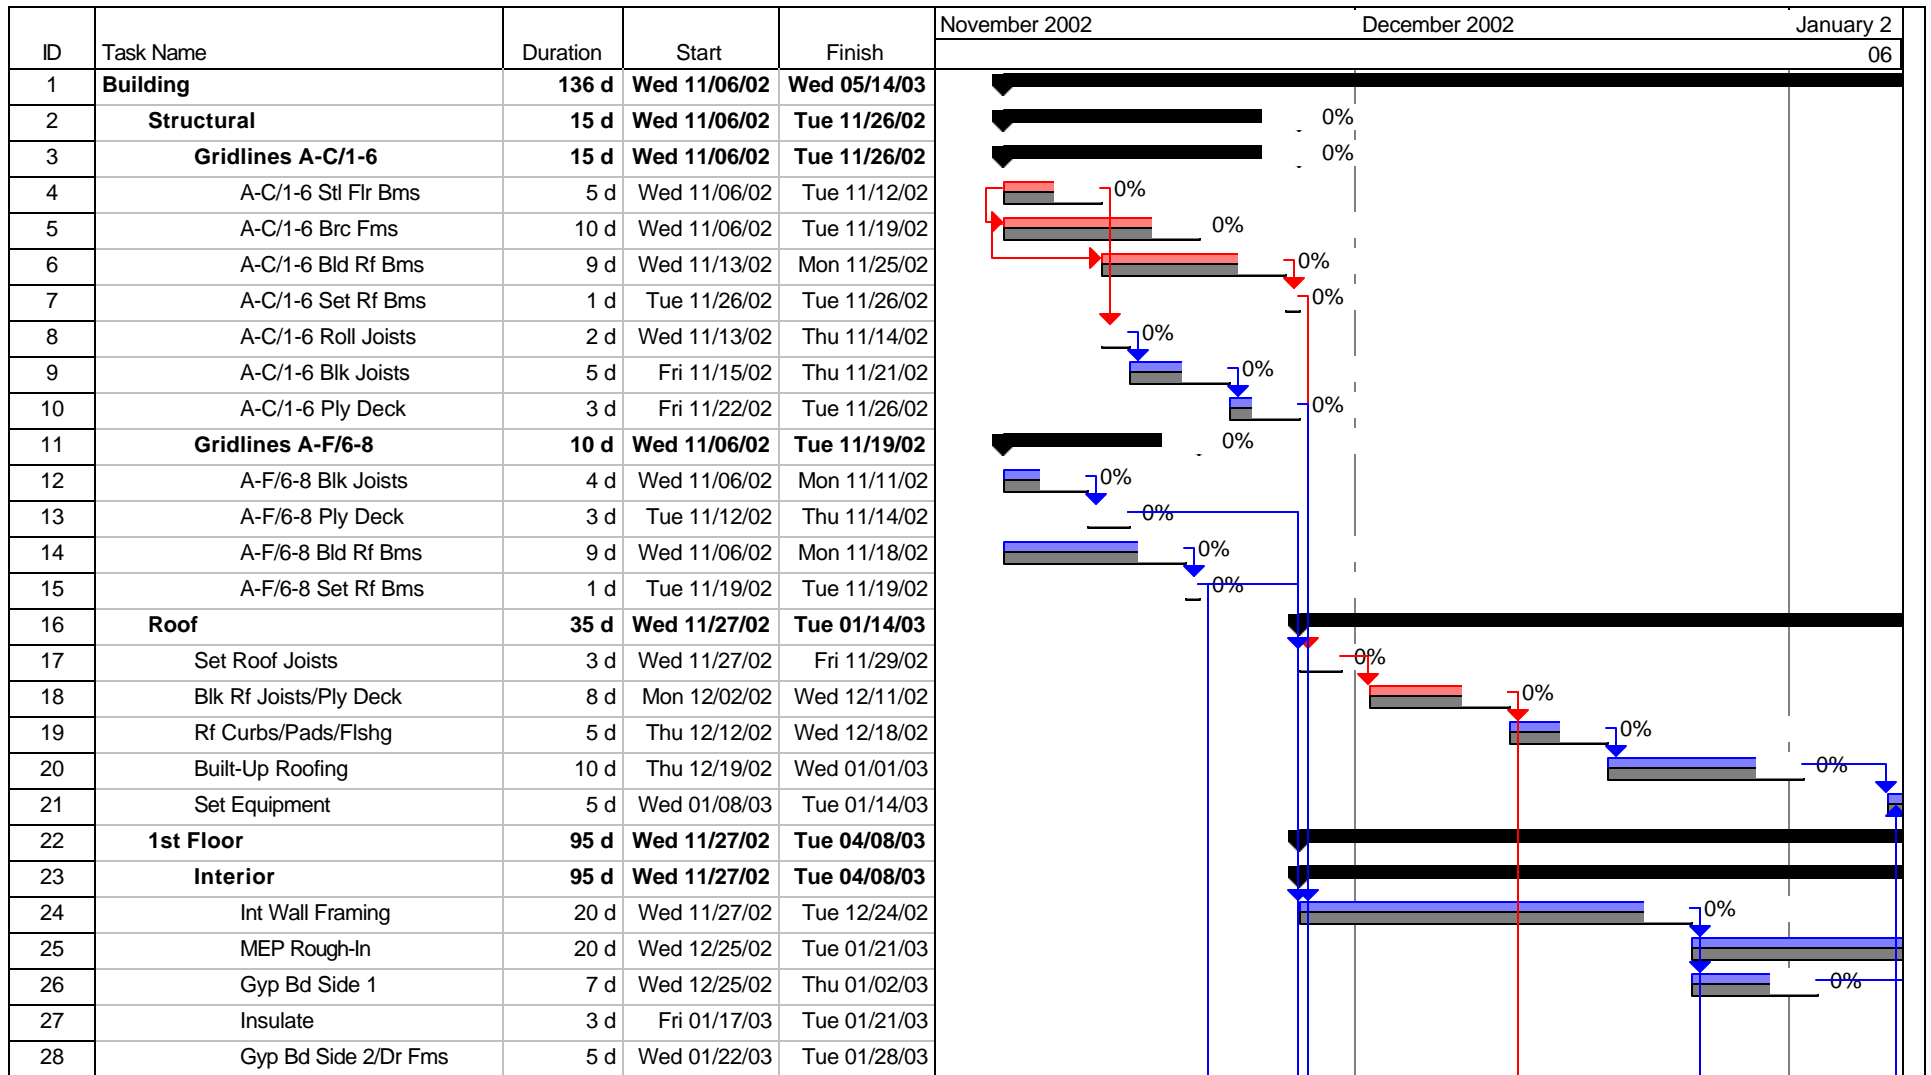 November 2002 December 2002 January 2
ID Task Name Duration Start Finish 06
1 Building 136 d Wed 11/06/02 Wed 05/14/03
2 Structural 15 d Wed 11/06/02 Tue 11/26/02 0%
3 Gridlines A-C/1-6 15 d Wed 11/06/02 Tue 11/26/02 0%
4 A-C/1-6 Stl Flr Bms 5 d Wed 11/06/02 Tue 11/12/02 0%
5 A-C/1-6 Brc Fms 10 d Wed 11/06/02 Tue 11/19/02 0%
6 A-C/1-6 Bld Rf Bms 9 d Wed 11/13/02 Mon 11/25/02 0%
7 A-C/1-6 Set Rf Bms 1 d Tue 11/26/02 Tue 11/26/02 0%
8 A-C/1-6 Roll Joists 2 d Wed 11/13/02 Thu 11/14/02 0%
9 A-C/1-6 Blk Joists 5 d Fri 11/15/02 Thu 11/21/02 0%
10 A-C/1-6 Ply Deck 3 d Fri 11/22/02 Tue 11/26/02 0%
11 Gridlines A-F/6-8 10 d Wed 11/06/02 Tue 11/19/02 0%
12 A-F/6-8 Blk Joists 4 d Wed 11/06/02 Mon 11/11/02 0%
13 A-F/6-8 Ply Deck 3 d Tue 11/12/02 Thu 11/14/02 0%
14 A-F/6-8 Bld Rf Bms 9 d Wed 11/06/02 Mon 11/18/02 0%
15 A-F/6-8 Set Rf Bms 1 d Tue 11/19/02 Tue 11/19/02 0%
16 Roof 35 d Wed 11/27/02 Tue 01/14/03
17 Set Roof Joists 3 d Wed 11/27/02 Fri 11/29/02 0%
18 Blk Rf Joists/Ply Deck 8 d Mon 12/02/02 Wed 12/11/02 0%
19 Rf Curbs/Pads/Flshg 5 d Thu 12/12/02 Wed 12/18/02 0%
20 Built-Up Roofing 10 d Thu 12/19/02 Wed 01/01/03 0%
21 Set Equipment 5 d Wed 01/08/03 Tue 01/14/03
22 1st Floor 95 d Wed 11/27/02 Tue 04/08/03
23 Interior 95 d Wed 11/27/02 Tue 04/08/03
24 Int Wall Framing 20 d Wed 11/27/02 Tue 12/24/02 0%
25 MEP Rough-In 20 d Wed 12/25/02 Tue 01/21/03
26 Gyp Bd Side 1 7 d Wed 12/25/02 Thu 01/02/03 0%
27 Insulate 3 d Fri 01/17/03 Tue 01/21/03
28 Gyp Bd Side 2/Dr Fms 5 d Wed 01/22/03 Tue 01/28/03